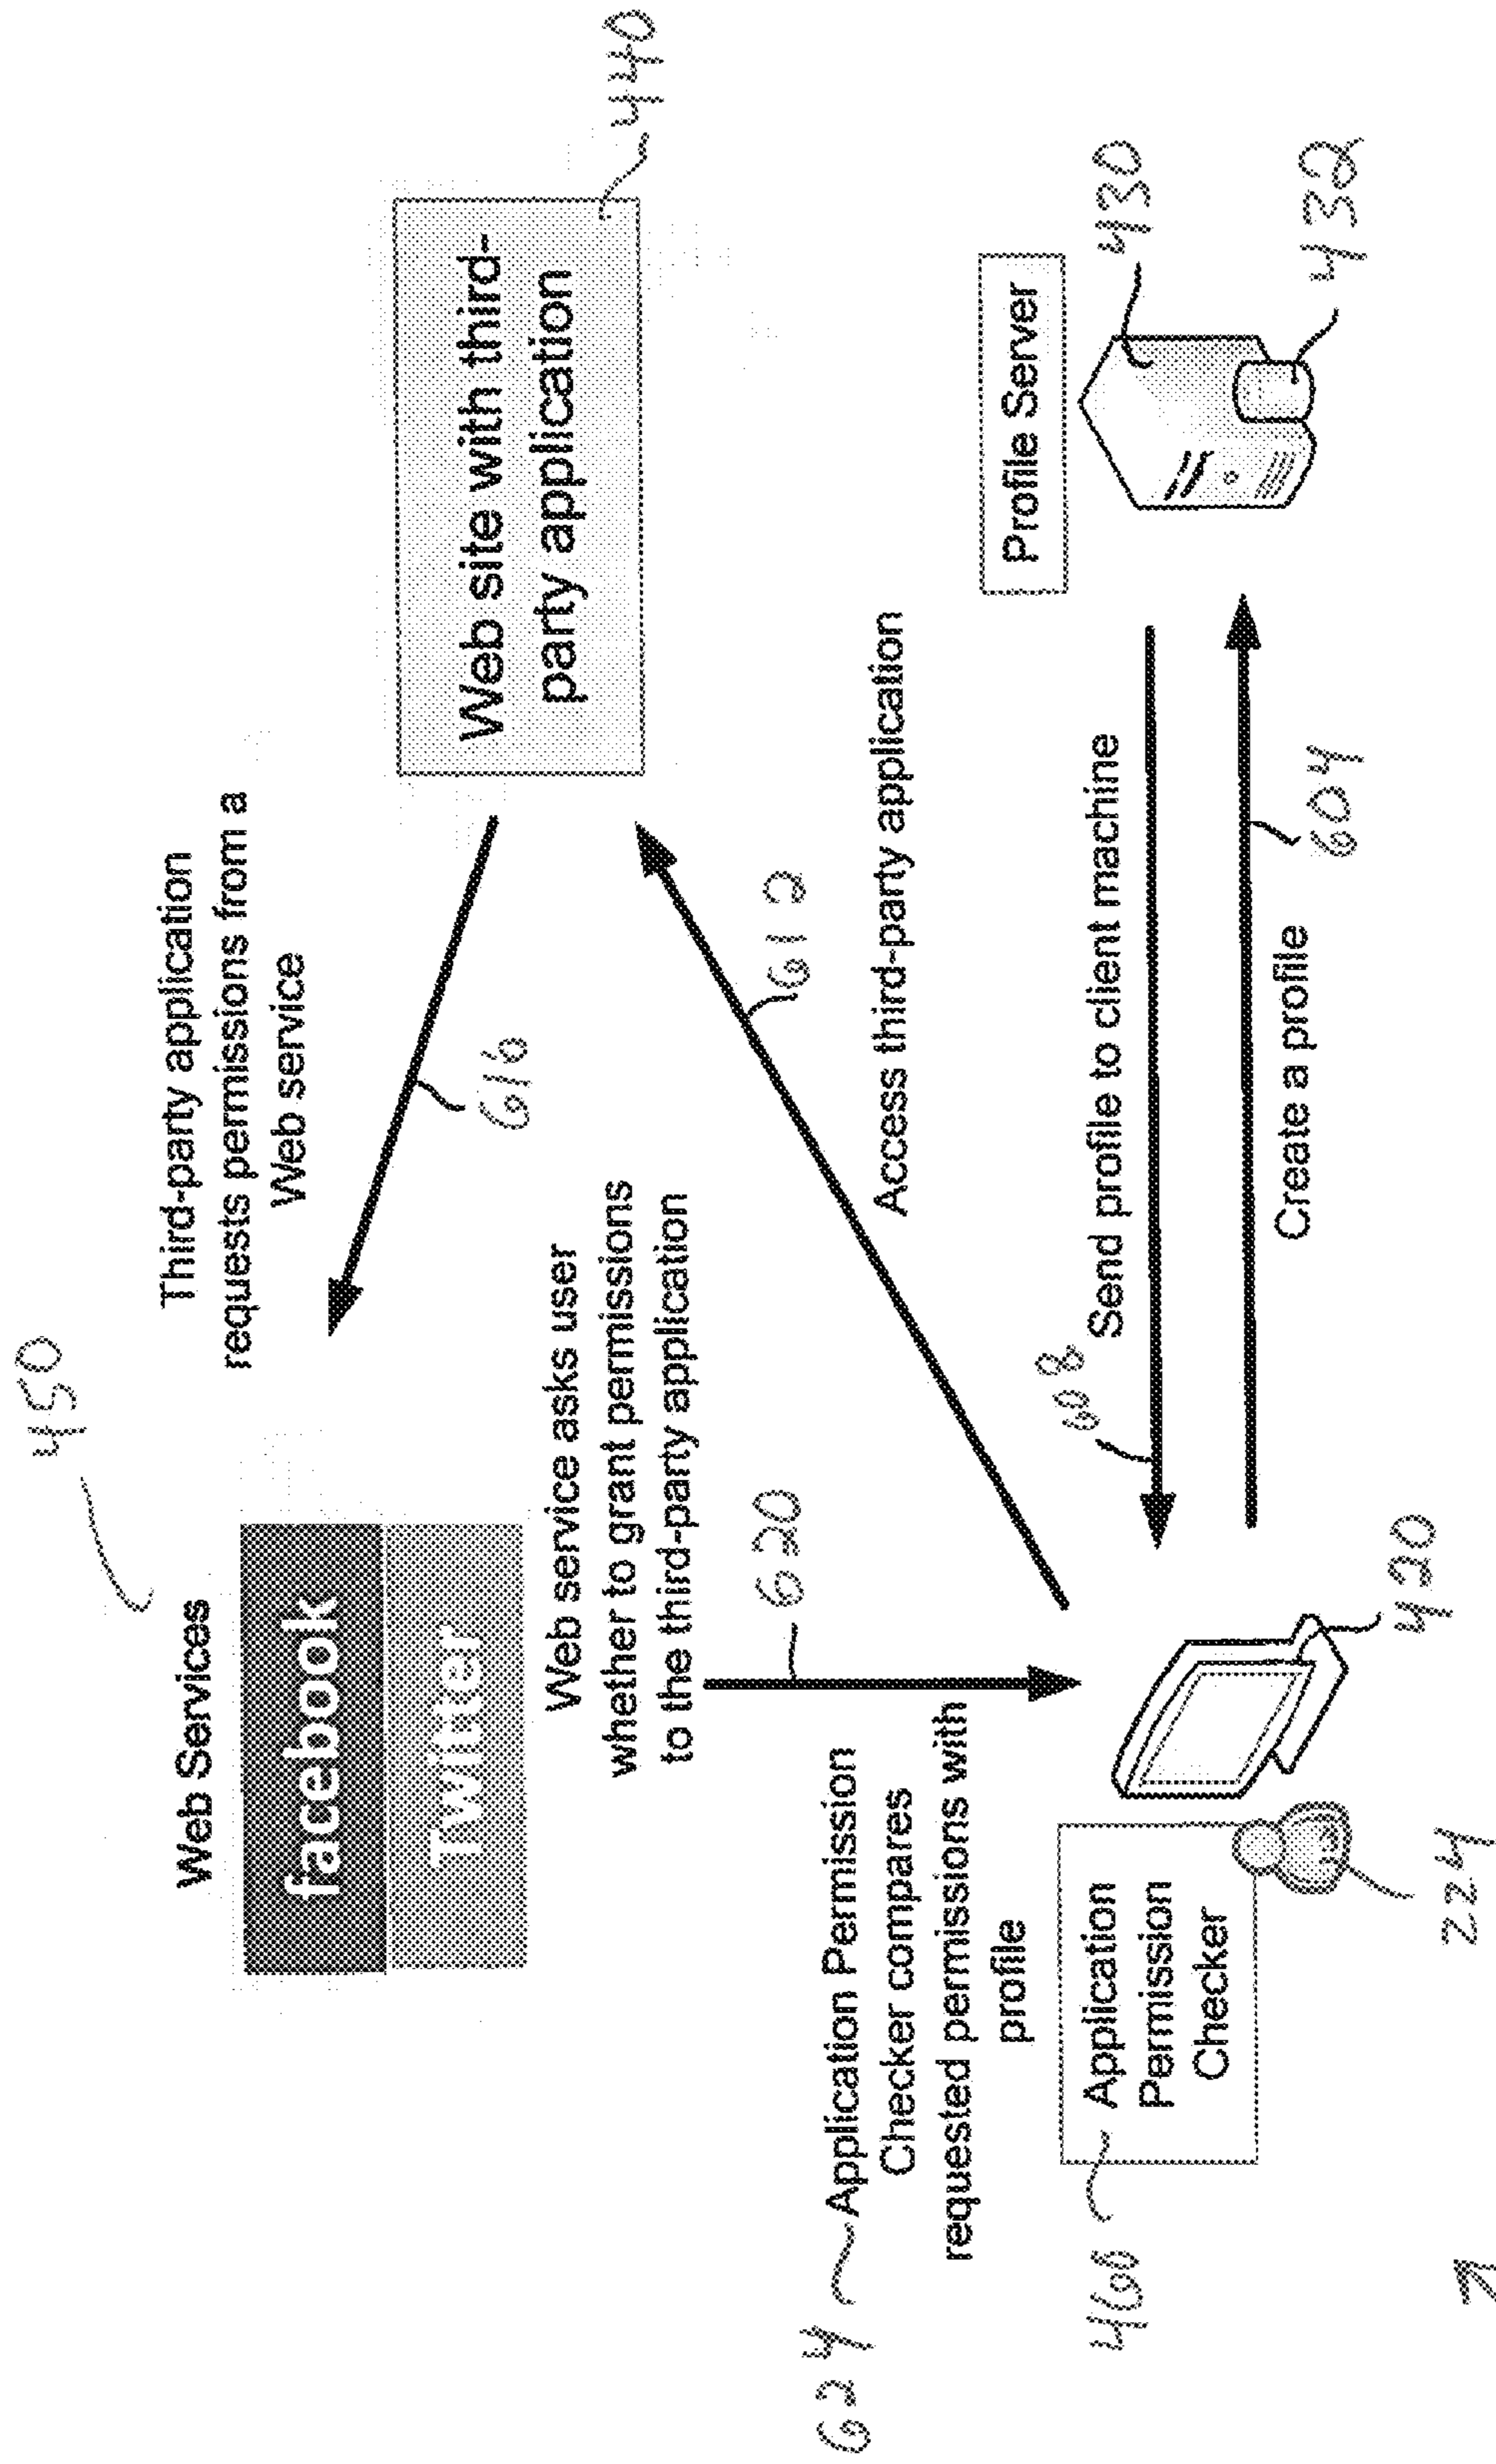 450
Web Services
facebook
Twitter
Third-party application
requests permissions from a
Web service
616
Web site with third-
party application
440
Web service asks user
whether to grant permissions
to the third-party application
620
612
Access third-party application
624
Application Permission
Checker compares
requested permissions with
profile
460
Application
Permission
Checker
224
420
608
Send profile to client machine
604
Create a profile
Profile Server
430
432